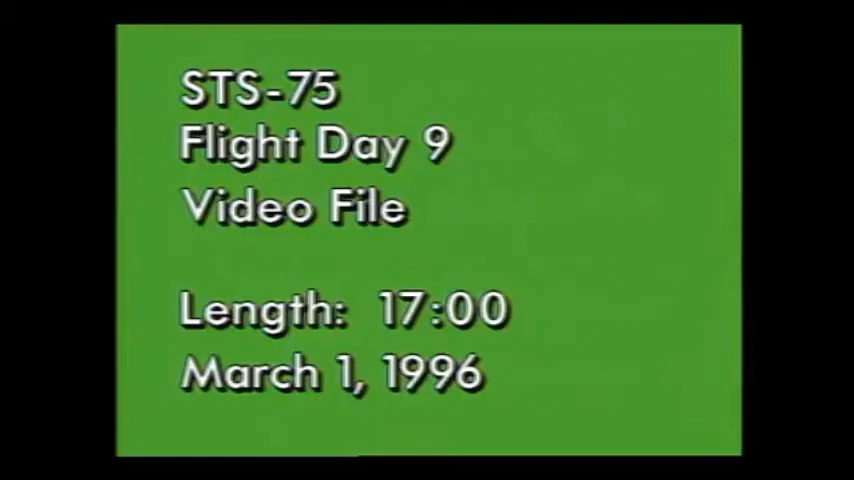 STS-75
Flight Day 9
Video File
Length: 17:00
March 1, 1996